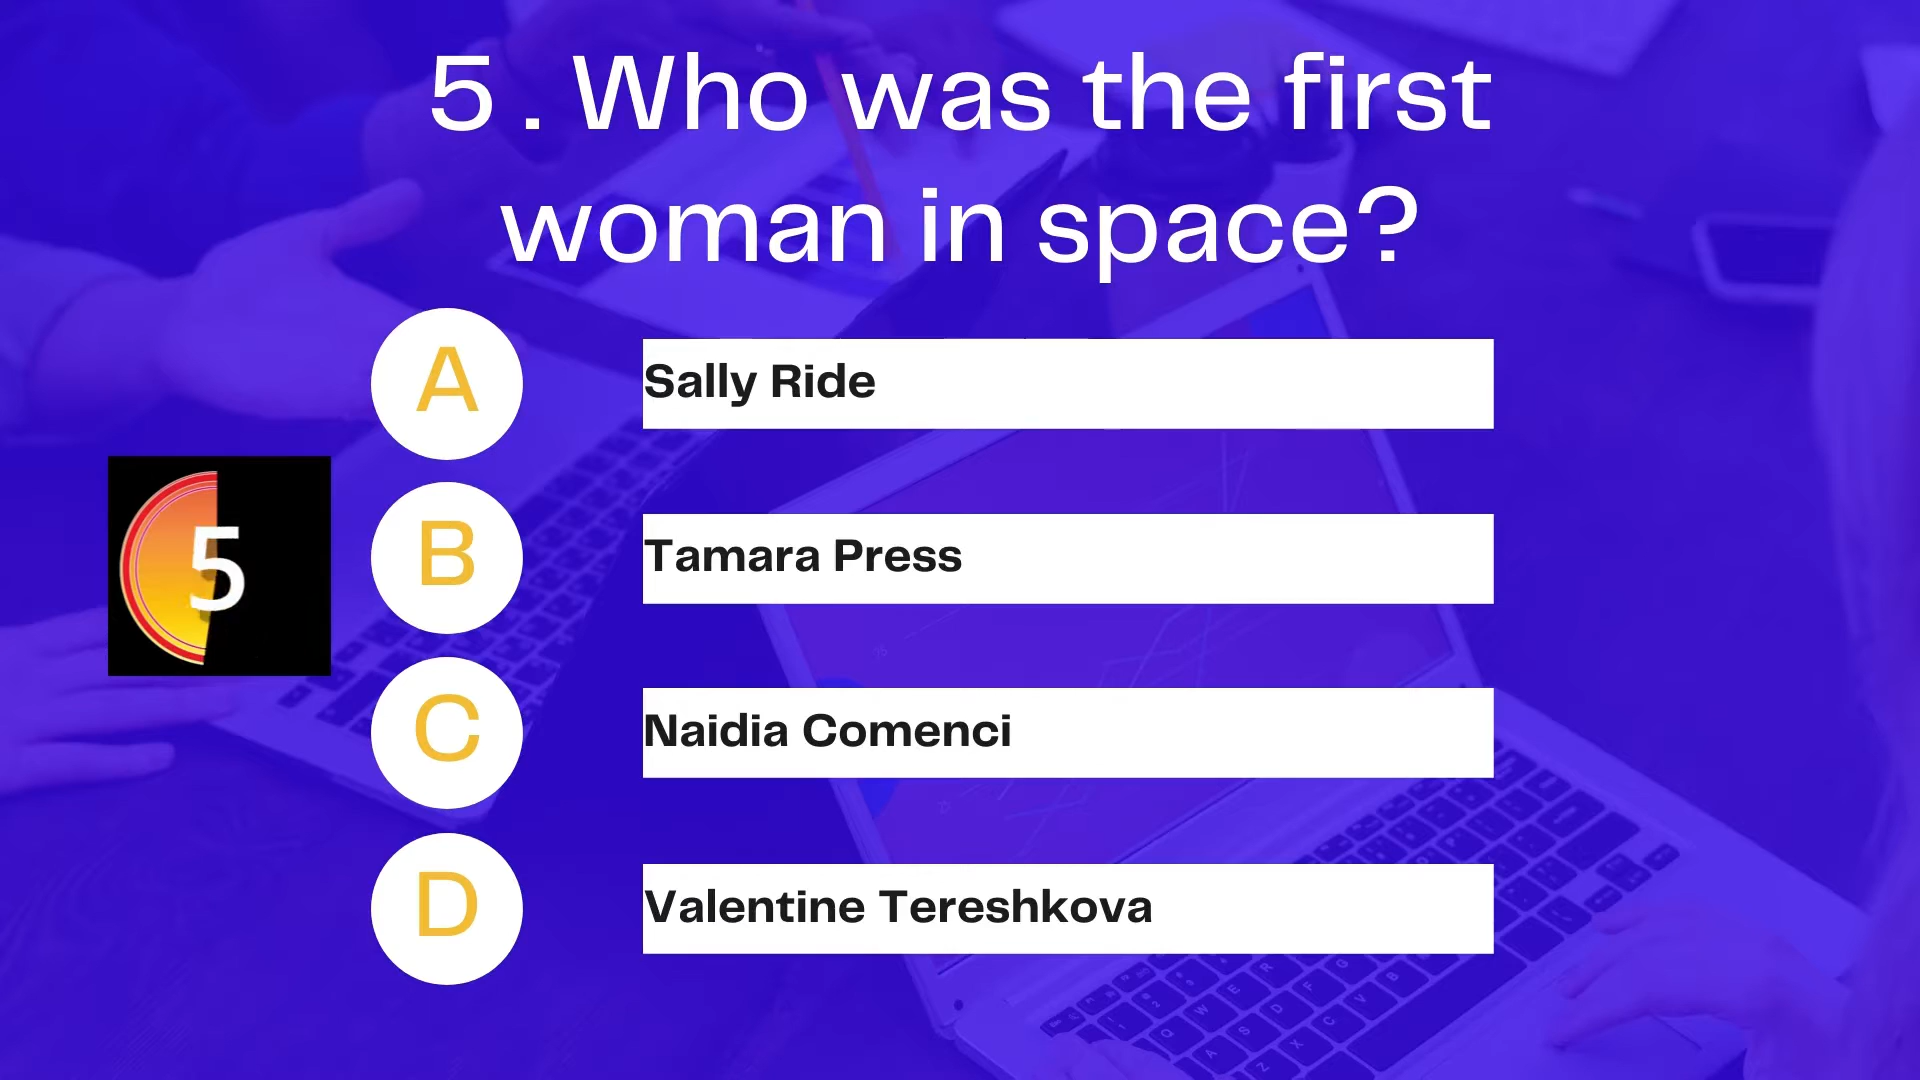 5 . Who was the first
woman in space?
A
Sally Ride
5
B
Tamara Press
C
Naidia Comenci
D
Valentine Tereshkova